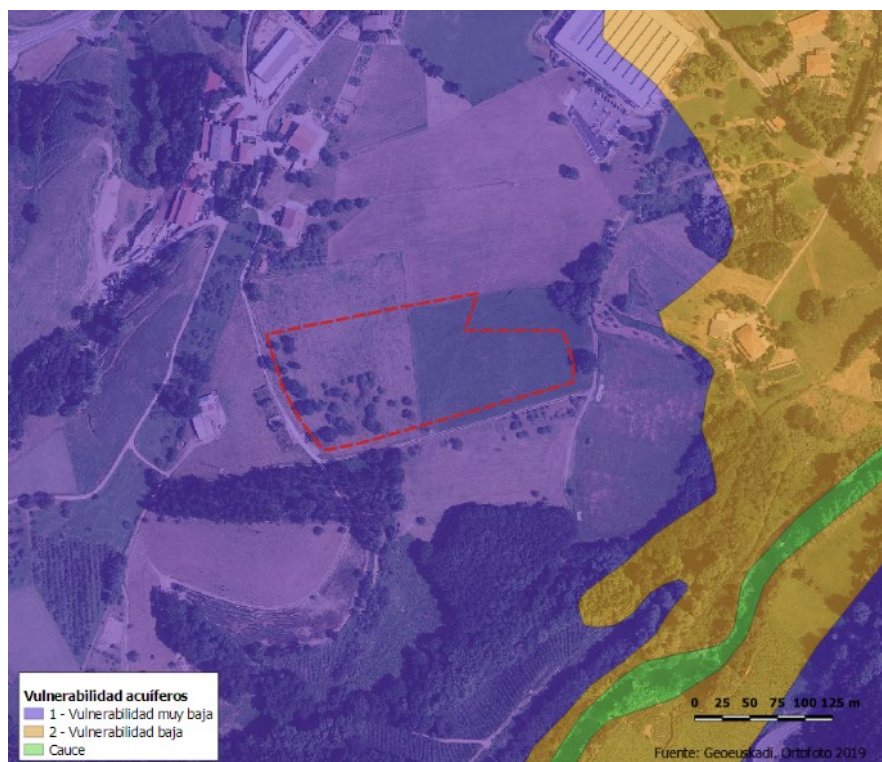 Vulnerabilidad acuíferos
1 - Vulnerabilidad muy baja
2 - Vulnerabilidad baja
Cauce
0 25 50 75 100 125 m
Fuente: Geoeuskadi. Ortofoto 2019